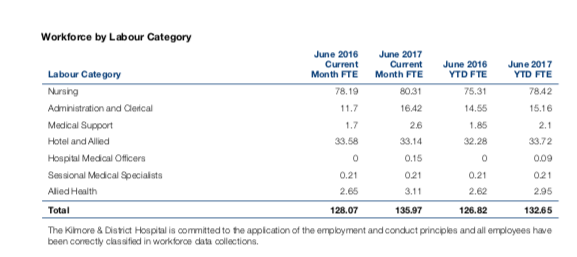 Workforce by Labour Category
Labour Category June 2016 Current Month FTE June 2017 Current Month FTE June 2016 YTD FTE June 2017 YTD FTE
Nursing 78.19 80.31 75.31 78.42
Administration and Clerical 11.7 16.42 14.55 15.16
Medical Support 1.7 2.6 1.85 2.1
Hotel and Allied 33.58 33.14 32.28 33.72
Hospital Medical Officers 0 0.15 0 0.09
Sessional Medical Specialists 0.21 0.21 0.21 0.21
Allied Health 2.65 3.11 2.62 2.95
Total 128.07 135.97 126.82 132.65
The Kilmore & District Hospital is committed to the application of the employment and conduct principles and all employees have
been correctly classified in workforce data collections.